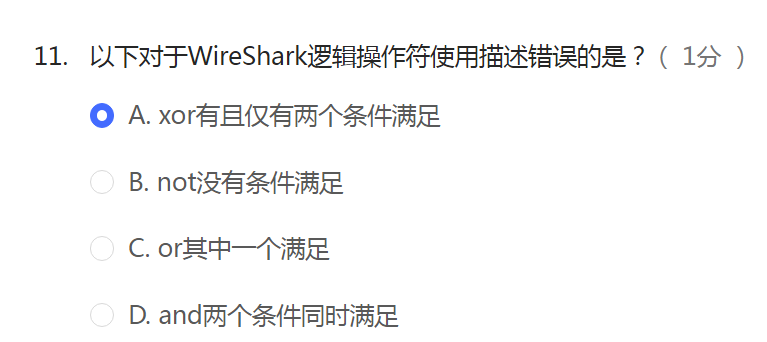 11. 以下对于WireShark逻辑操作符使用描述错误的是？（ 1分 ）
A. xor有且仅有两个条件满足
B. not没有条件满足
C. or其中一个满足
D. and两个条件同时满足